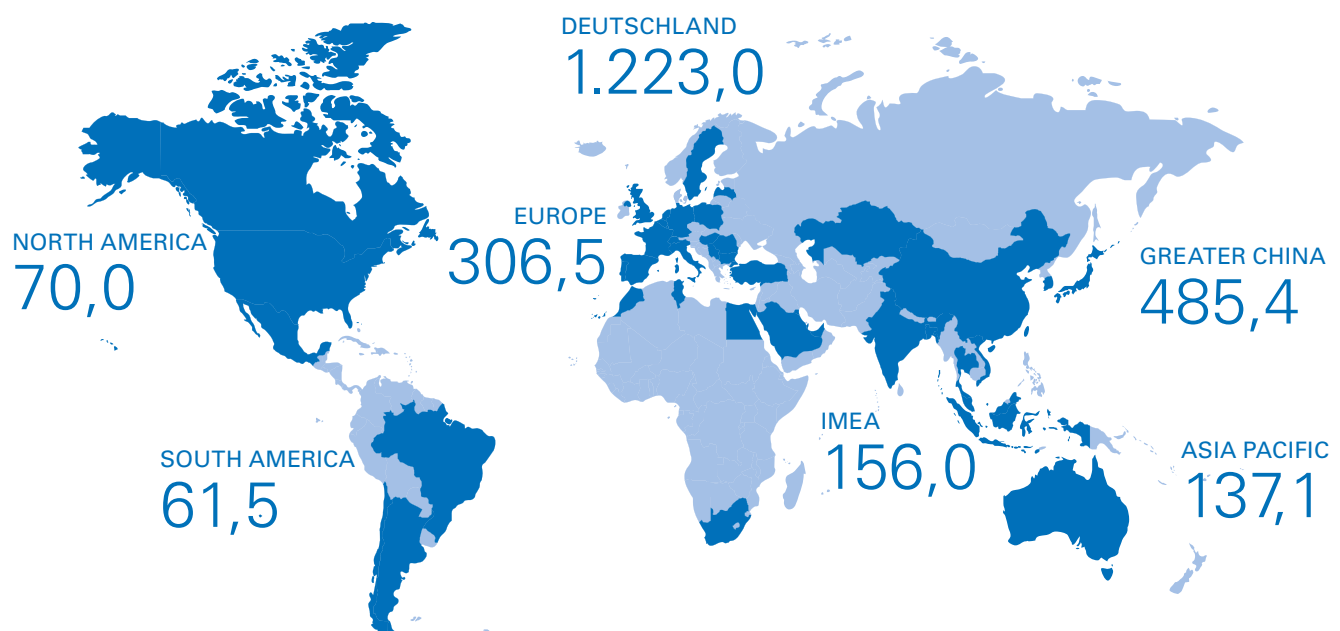 DEUTSCHLAND
1.223,0
EUROPE
306,5
NORTH AMERICA
70,0
GREATER CHINA
485,4
IMEA
156,0
SOUTH AMERICA
61,5
ASIA PACIFIC
137,1